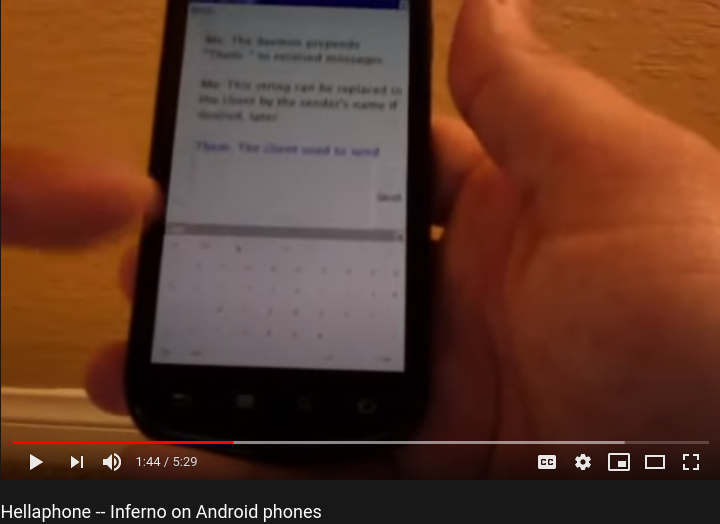 Me: The daemon prepends
"Them: " to received messages.
Me: This string can be replaced in
the client by the sender's name if
desired, later.
Them: The client used to send
Send
1:44 / 5:29
CC
Hellaphone -- Inferno on Android phones